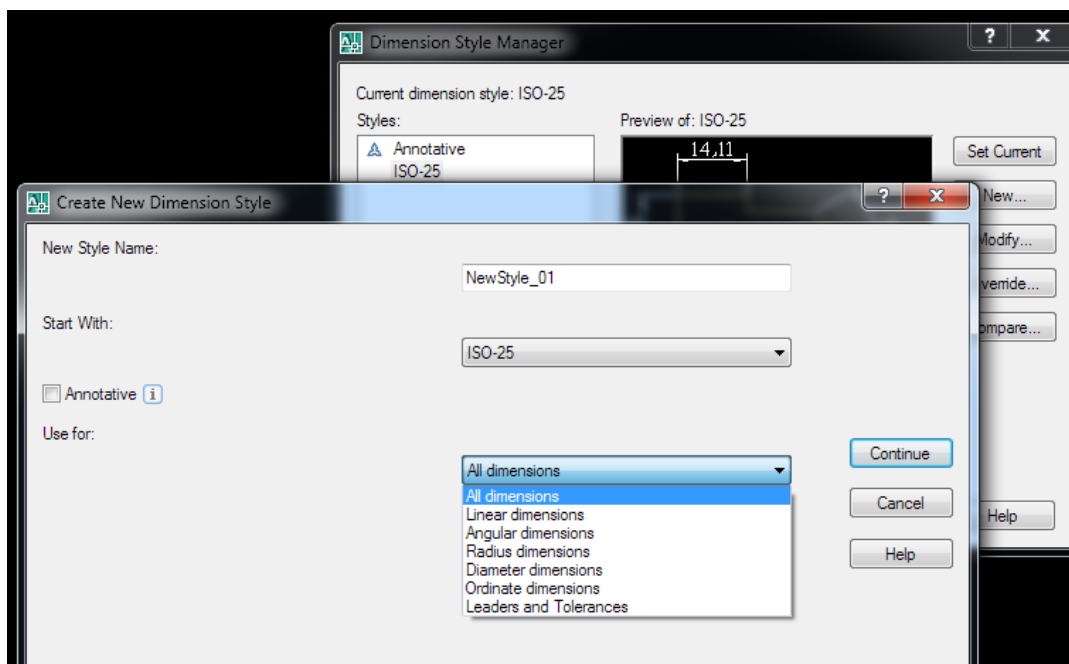 Dimension Style Manager
Current dimension style: ISO-25
Styles:
Preview of: ISO-25
Annotative
ISO-25
14,11
Set Current
New...
Modify...
verride...
ompare...
Help
Create New Dimension Style
New Style Name:
NewStyle_01
Start With:
ISO-25
Annotative
Use for:
All dimensions
All dimensions
Linear dimensions
Angular dimensions
Radius dimensions
Diameter dimensions
Ordinate dimensions
Leaders and Tolerances
Continue
Cancel
Help